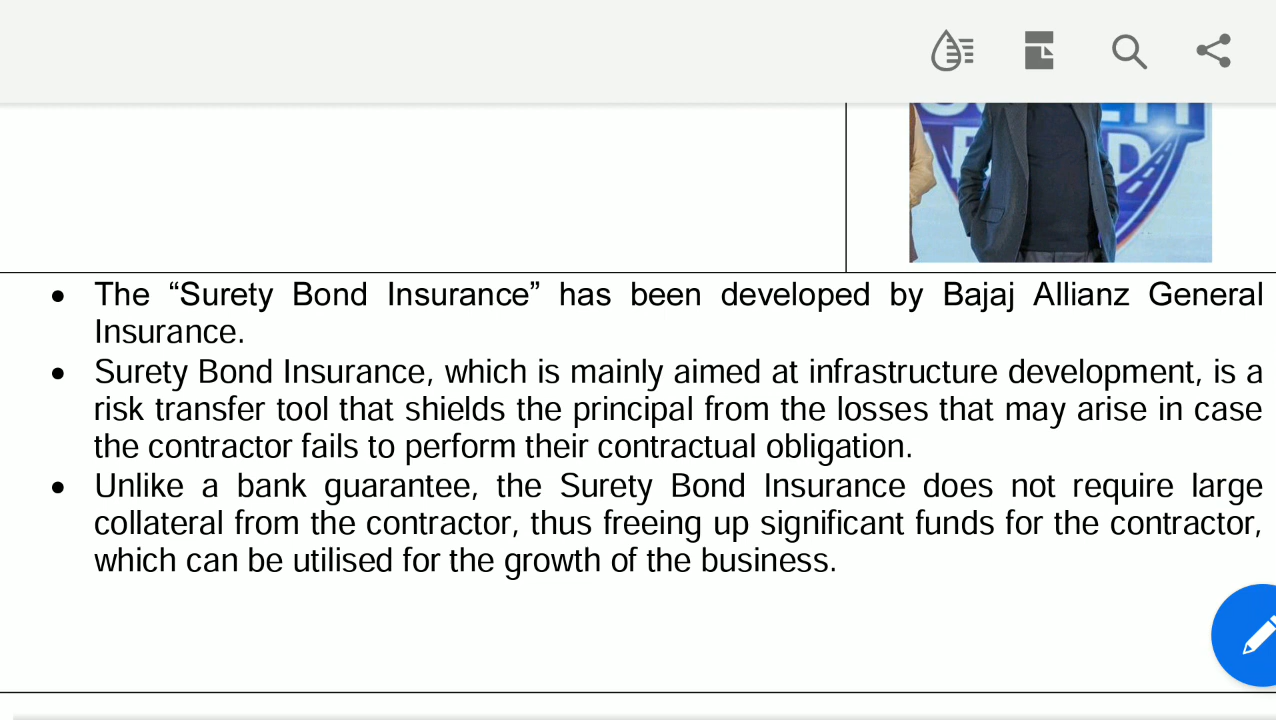 • The “Surety Bond Insurance” has been developed by Bajaj Allianz General
Insurance.
• Surety Bond Insurance, which is mainly aimed at infrastructure development, is a
risk transfer tool that shields the principal from the losses that may arise in case
the contractor fails to perform their contractual obligation.
• Unlike a bank guarantee, the Surety Bond Insurance does not require large
collateral from the contractor, thus freeing up significant funds for the contractor,
which can be utilised for the growth of the business.